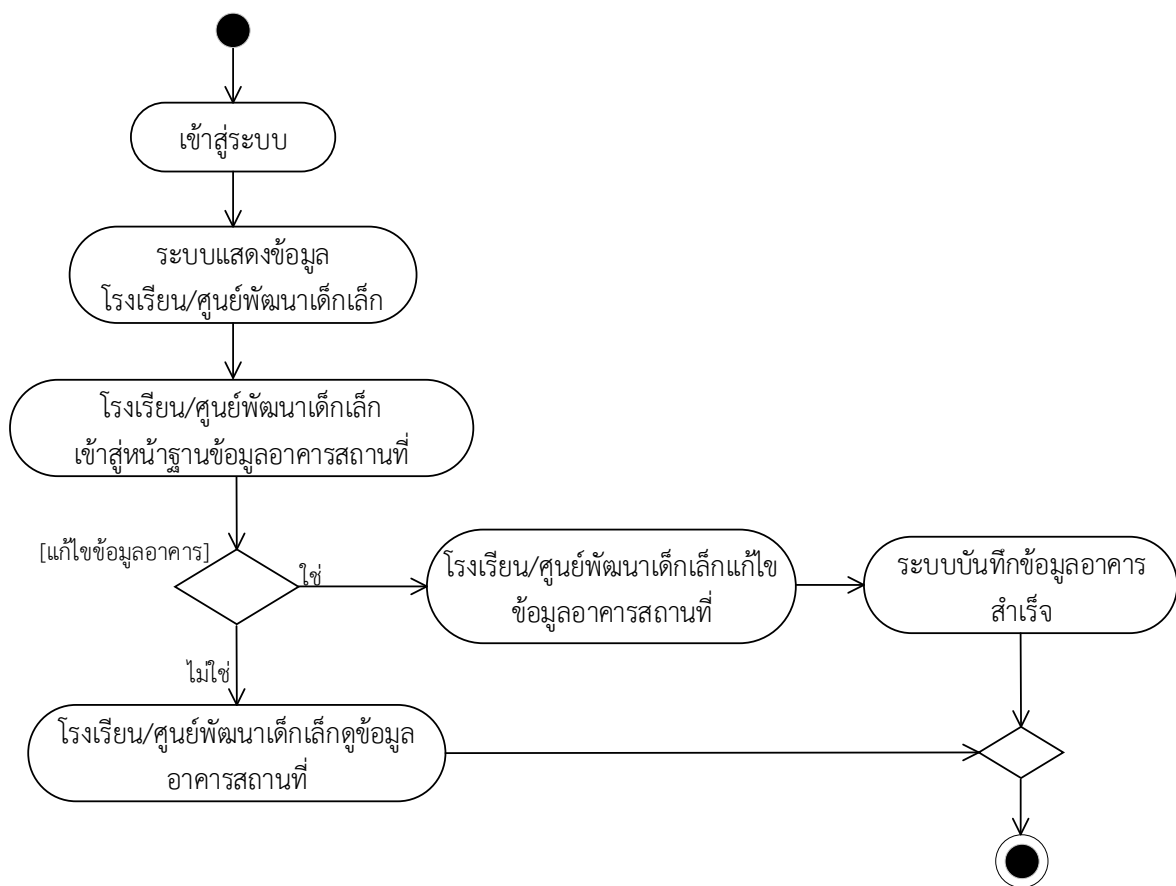 เข้าสู่ระบบ
ระบบแสดงข้อมูล
โรงเรียน/ศูนย์พัฒนาเด็กเล็ก
โรงเรียน/ศูนย์พัฒนาเด็กเล็ก
เข้าสู่หน้าฐานข้อมูลอาคารสถานที่
[แก้ไขข้อมูลอาคาร]
ใช่
โรงเรียน/ศูนย์พัฒนาเด็กเล็กแก้ไข
ข้อมูลอาคารสถานที่
ระบบบันทึกข้อมูลอาคาร
สำเร็จ
ไม่ใช่
โรงเรียน/ศูนย์พัฒนาเด็กเล็กดูข้อมูล
อาคารสถานที่